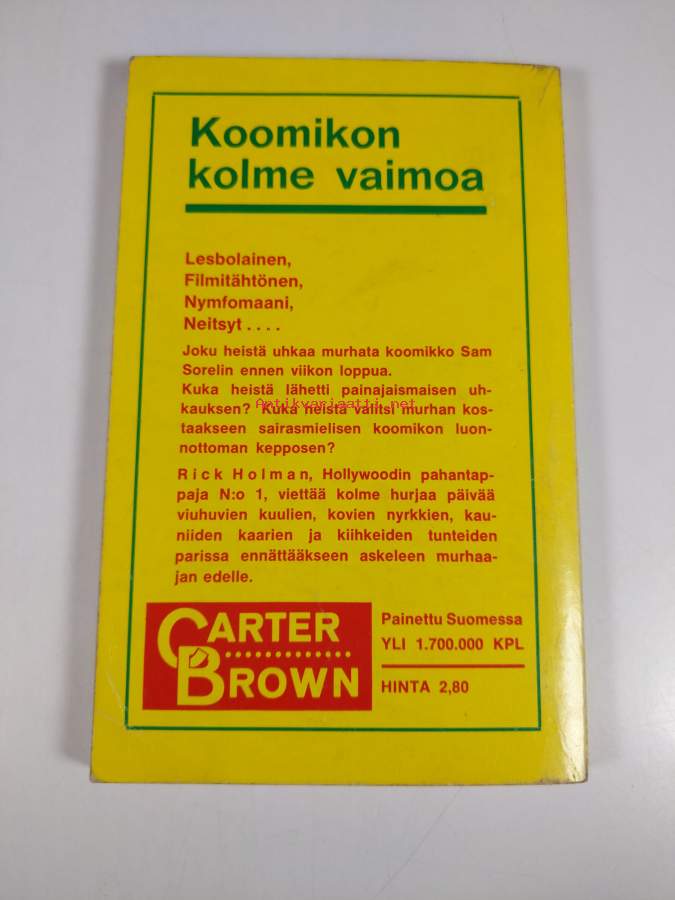 Koomikon
kolme vaimoa
Lesbolainen,
Filmitähtönen,
Nymfomaani,
Neitsyt . . . .
Joku heistä uhkaa murhata koomikko Sam
Sorelin ennen viikon loppua.
Kuka heistä lähetti painajaismaisen uh-
kauksen? Kuka heistä valitsi murhan kos-
Antikvariaatti.net
taakseen sairasmielisen koomikon luon-
nottoman kepposen?
Rick Holman, Hollywoodin pahantap-
paja N:o 1, viettää kolme hurjaa päivää
viuhuvien kuulien, kovien nyrkkien, kau-
niiden kaarien ja kiihkeiden tunteiden
parissa ennättääkseen askeleen murhaa-
jan edelle.
CARTER
BROWN
Painettu Suomessa
YLI 1.700.000 KPL
HINTA 2,80